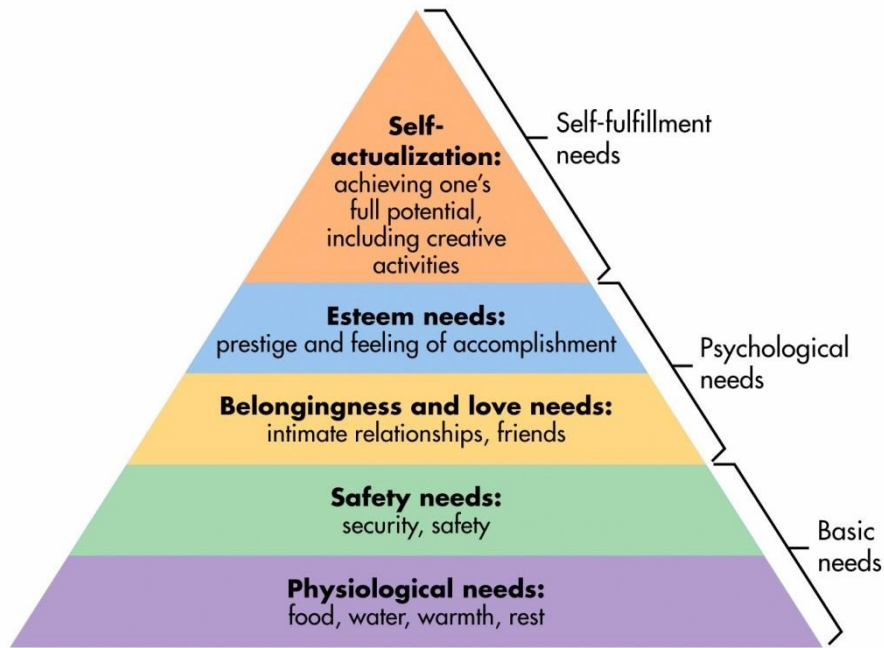 Self-
actualization:
achieving one's
full potential,
including creative
activities
Self-fulfillment
needs
Esteem needs:
prestige and feeling of accomplishment
Belongingness and love needs:
intimate relationships, friends
Psychological
needs
Safety needs:
security, safety
Physiological needs:
food, water, warmth, rest
Basic
needs